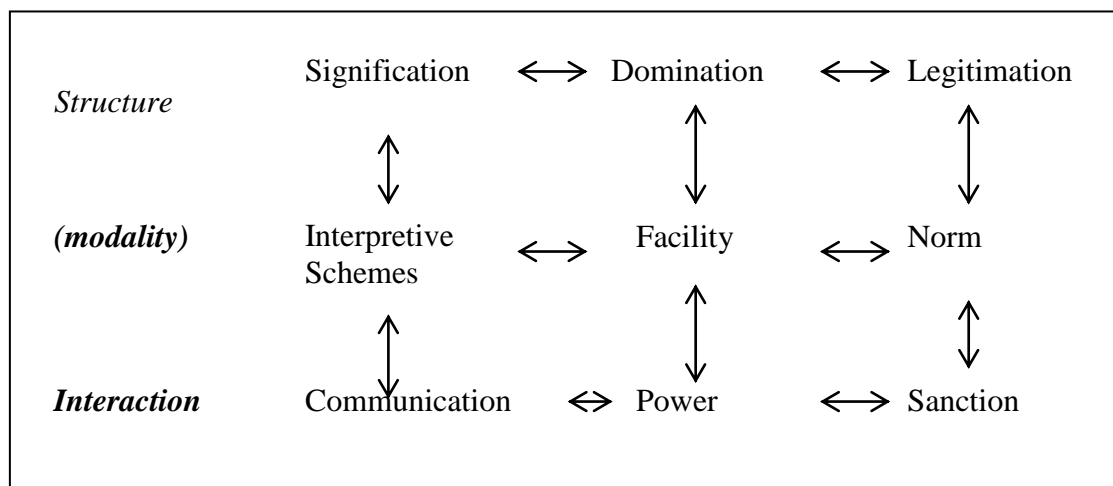 Signification Domination Legitimation
Structure
(modality) Interpretive Facility Norm
Schemes
Interaction Communication Power Sanction